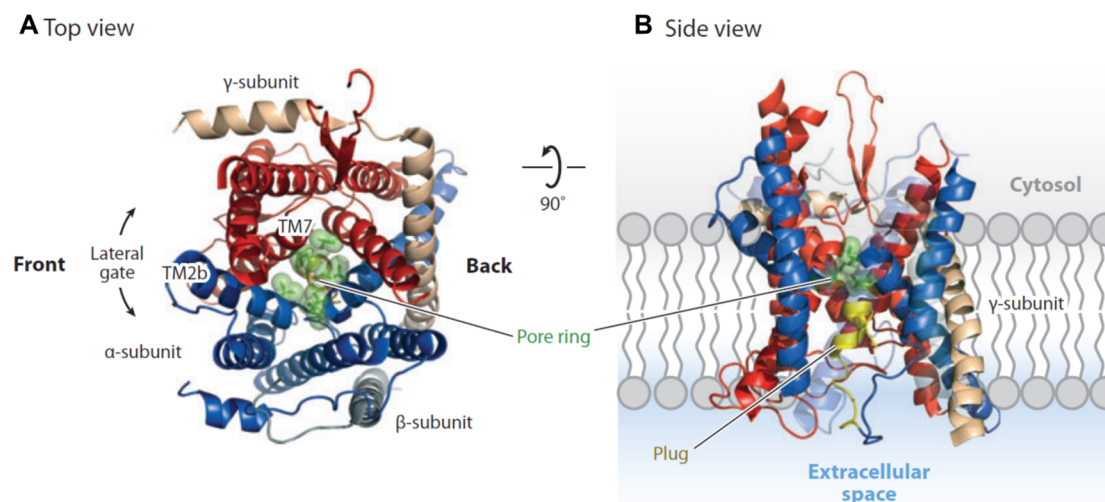 A Top view
γ-subunit
TM7
Front
Lateral
gate
TM2b
Back
Pore ring
α-subunit
β-subunit
90°
B Side view
Cytosol
γ-subunit
Plug
Extracellular
space